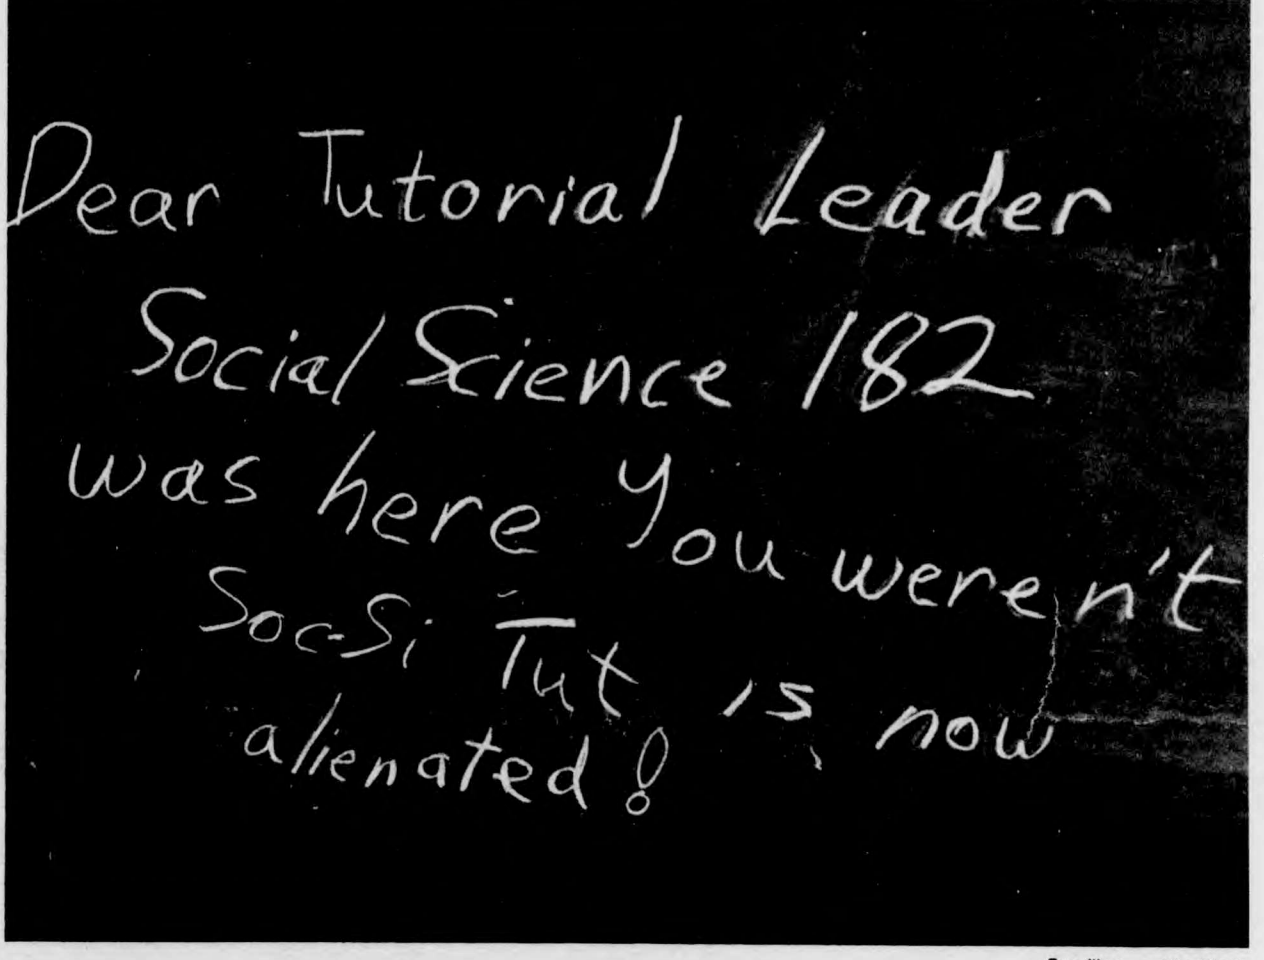 Dear Tutorial Leader
Social Science 182
was here You weren't
Soc-Si Tut is now
alienated!